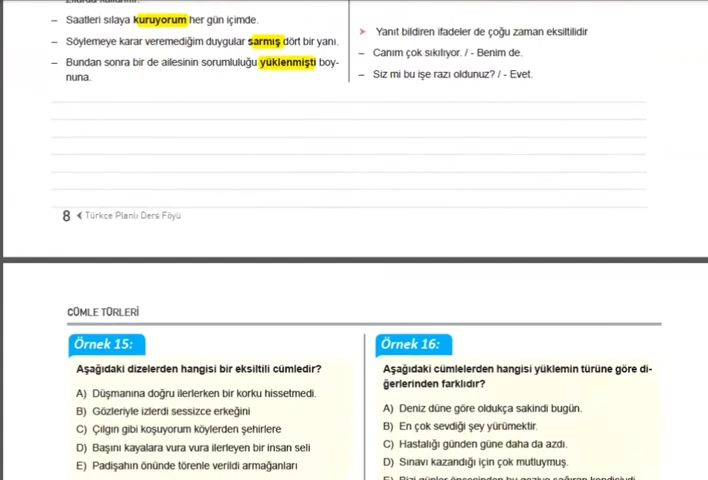 – Saatleri sılaya kuruyorum her gün içimde.
– Söylemeye karar veremediğim duygular sarmış dört bir yanı.
– Bundan sonra bir de ailesinin sorumluluğu yüklenmişti boy-
nuna.
➤ Yanıt bildiren ifadeler de çoğu zaman eksiltilidir
– Canım çok sıkılıyor. / - Benim de.
– Siz mi bu işe razı oldunuz? / - Evet.
8 Türkçe Planlı Ders Föyü
CÜMLE TÜRLERİ
Örnek 15:
Aşağıdaki dizelerden hangisi bir eksiltili cümledir?
A) Düşmanına doğru ilerlerken bir korku hissetmedi.
B) Gözleriyle izlerdi sessizce erkeğini
C) Çılgın gibi koşuyorum köylerden şehirlere
D) Başını kayalara vura vura ilerleyen bir insan seli
E) Padişahın önünde törenle verildi armağanları
Örnek 16:
Aşağıdaki cümlelerden hangisi yüklemin türüne göre di-
ğerlerinden farklıdır?
A) Deniz düne göre oldukça sakindi bugün.
B) En çok sevdiği şey yürümektir.
C) Hastalığı günden güne daha da azdı.
D) Sınavı kazandığı için çok mutluymuş.